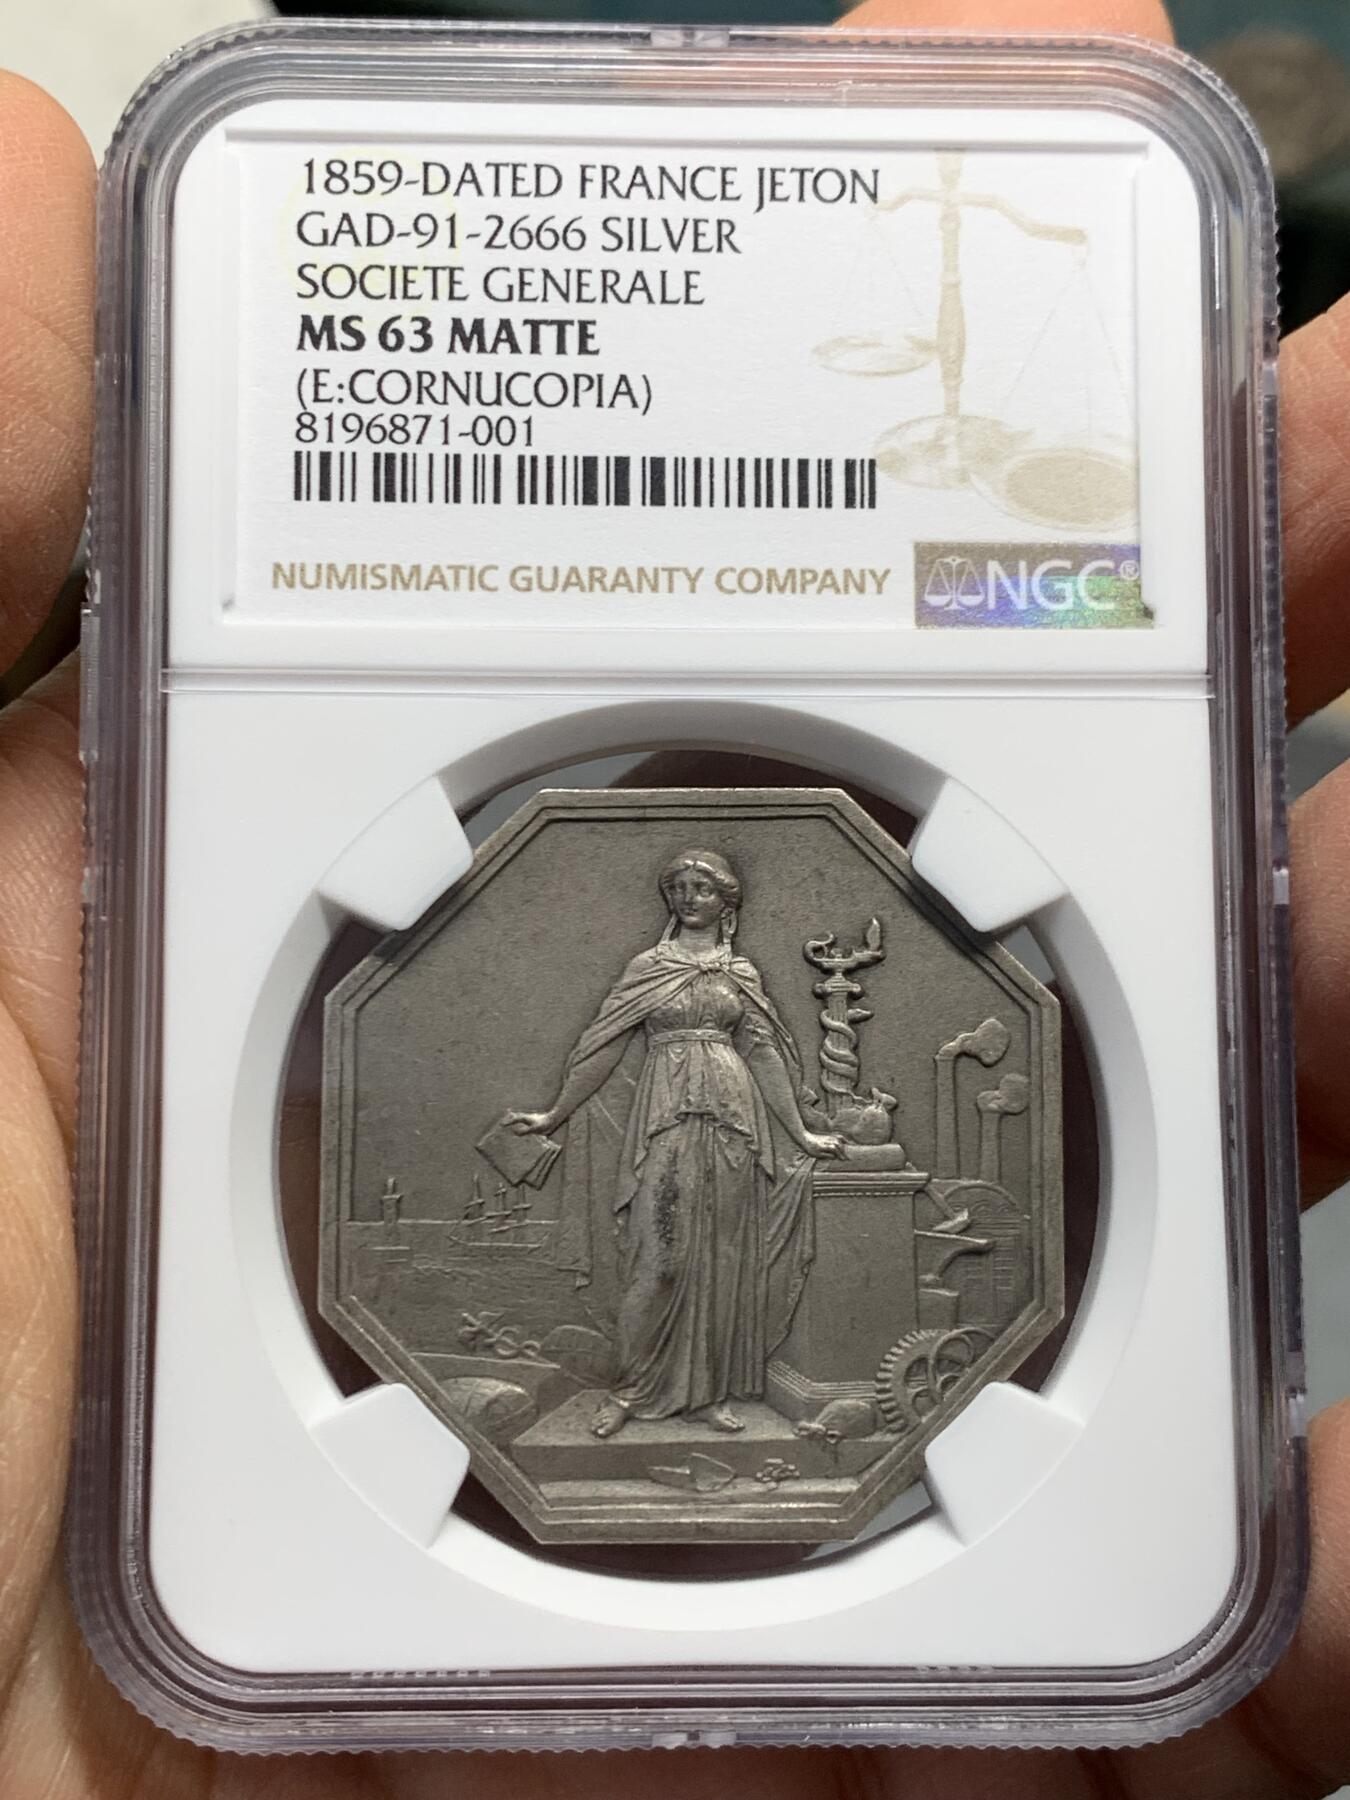 1859-DATED FRANCE JETON
GAD-91-2666 SILVER
SOCIETE GENERALE
MS 63 MATTE
(E:CORNUCOPIA)
8196871-001
NUMISMATIC GUARANTY COMPANY
NGC®